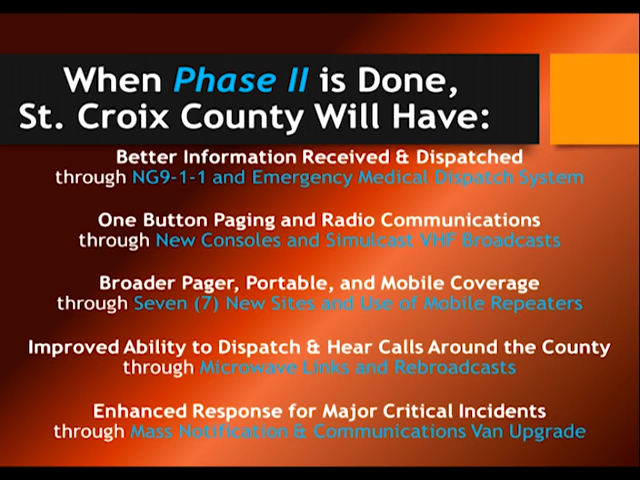 When Phase II is Done,
St. Croix County Will Have:
Better Information Received & Dispatched
through NG9-1-1 and Emergency Medical Dispatch System
One Button Paging and Radio Communications
through New Consoles and Simulcast VHF Broadcasts
Broader Pager, Portable, and Mobile Coverage
through Seven (7) New Sites and Use of Mobile Repeaters
Improved Ability to Dispatch & Hear Calls Around the County
through Microwave Links and Rebroadcasts
Enhanced Response for Major Critical Incidents
through Mass Notification & Communications Van Upgrade